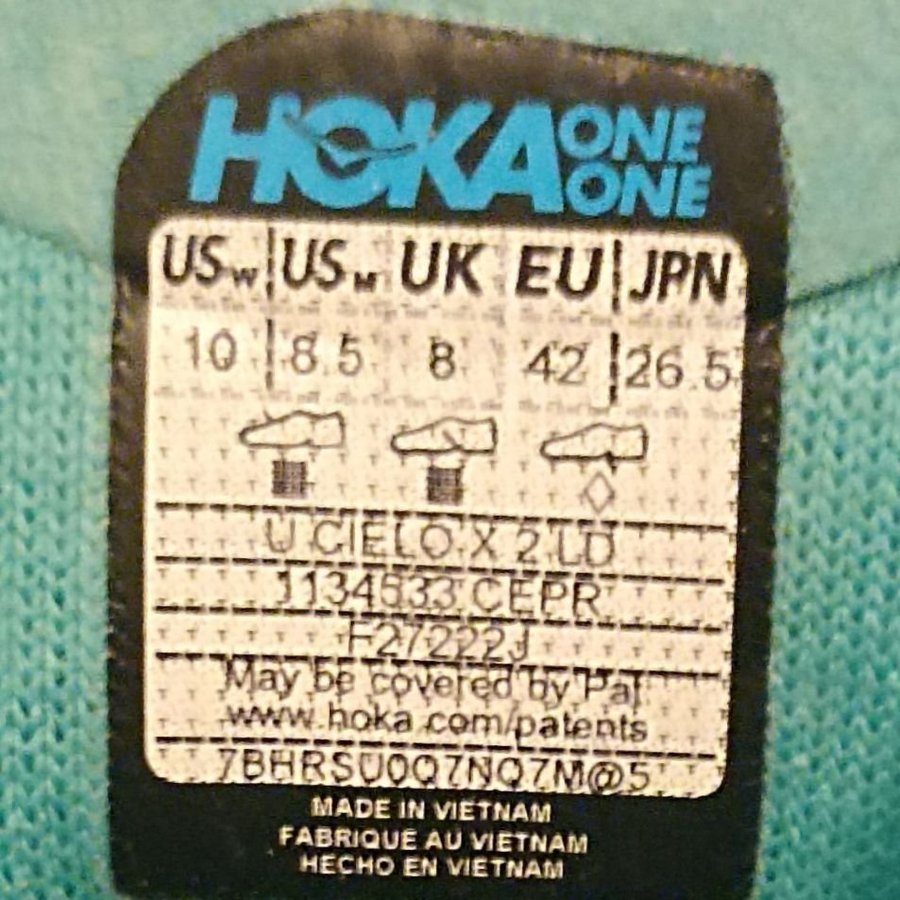 HOKA ONE ONE
USW USM UK EU JPN
10 8.5 8 42 26.5
U CIELO X 2 LD
1134533 CEPR
F27222J
May be covered by Pat
www.hoka.com/patents
7BHRSU0Q7NQ7M@5
MADE IN VIETNAM
FABRIQUÉ AU VIETNAM
HECHO EN VIETNAM